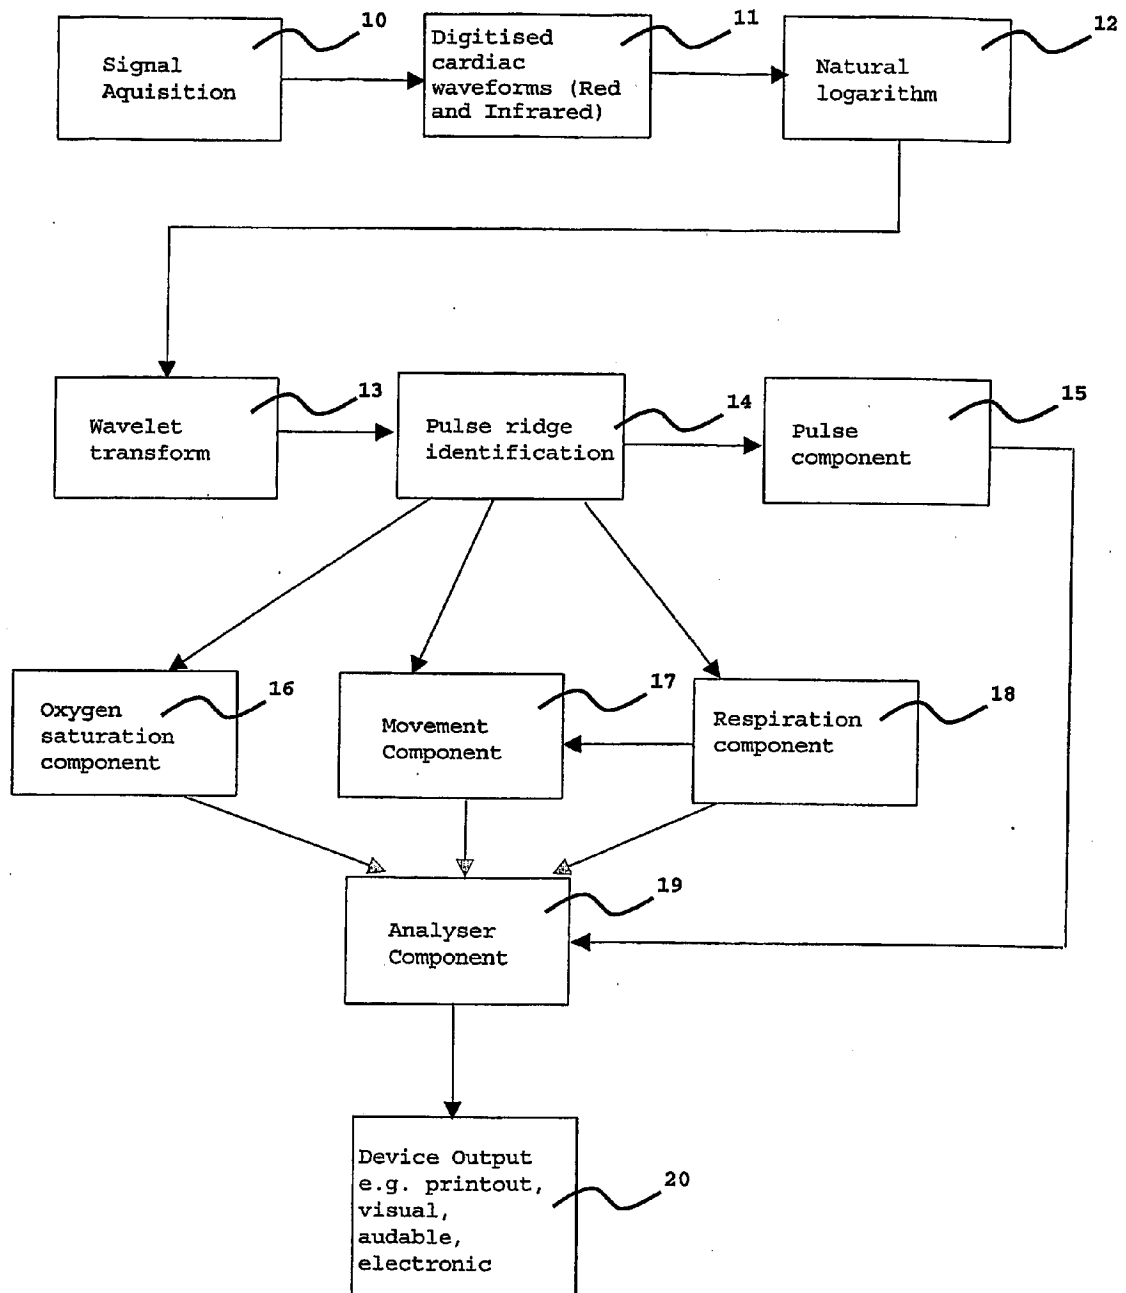 10
Signal
Aquisition
11
Digitised
cardiac
waveforms (Red
and Infrared)
12
Natural
logarithm
13
Wavelet
transform
14
Pulse ridge
identification
15
Pulse
component
16
Oxygen
saturation
component
17
Movement
Component
18
Respiration
component
19
Analyser
Component
20
Device Output
e.g. printout,
visual,
audable,
electronic